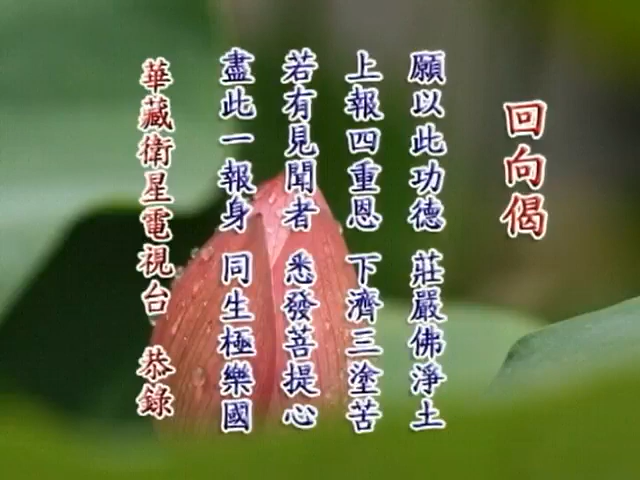 回向偈
願以此功德 莊嚴佛淨土
上報四重恩 下濟三塗苦
若有見聞者 悉發菩提心
盡此一報身 同生極樂國
華藏衛星電視台 恭錄